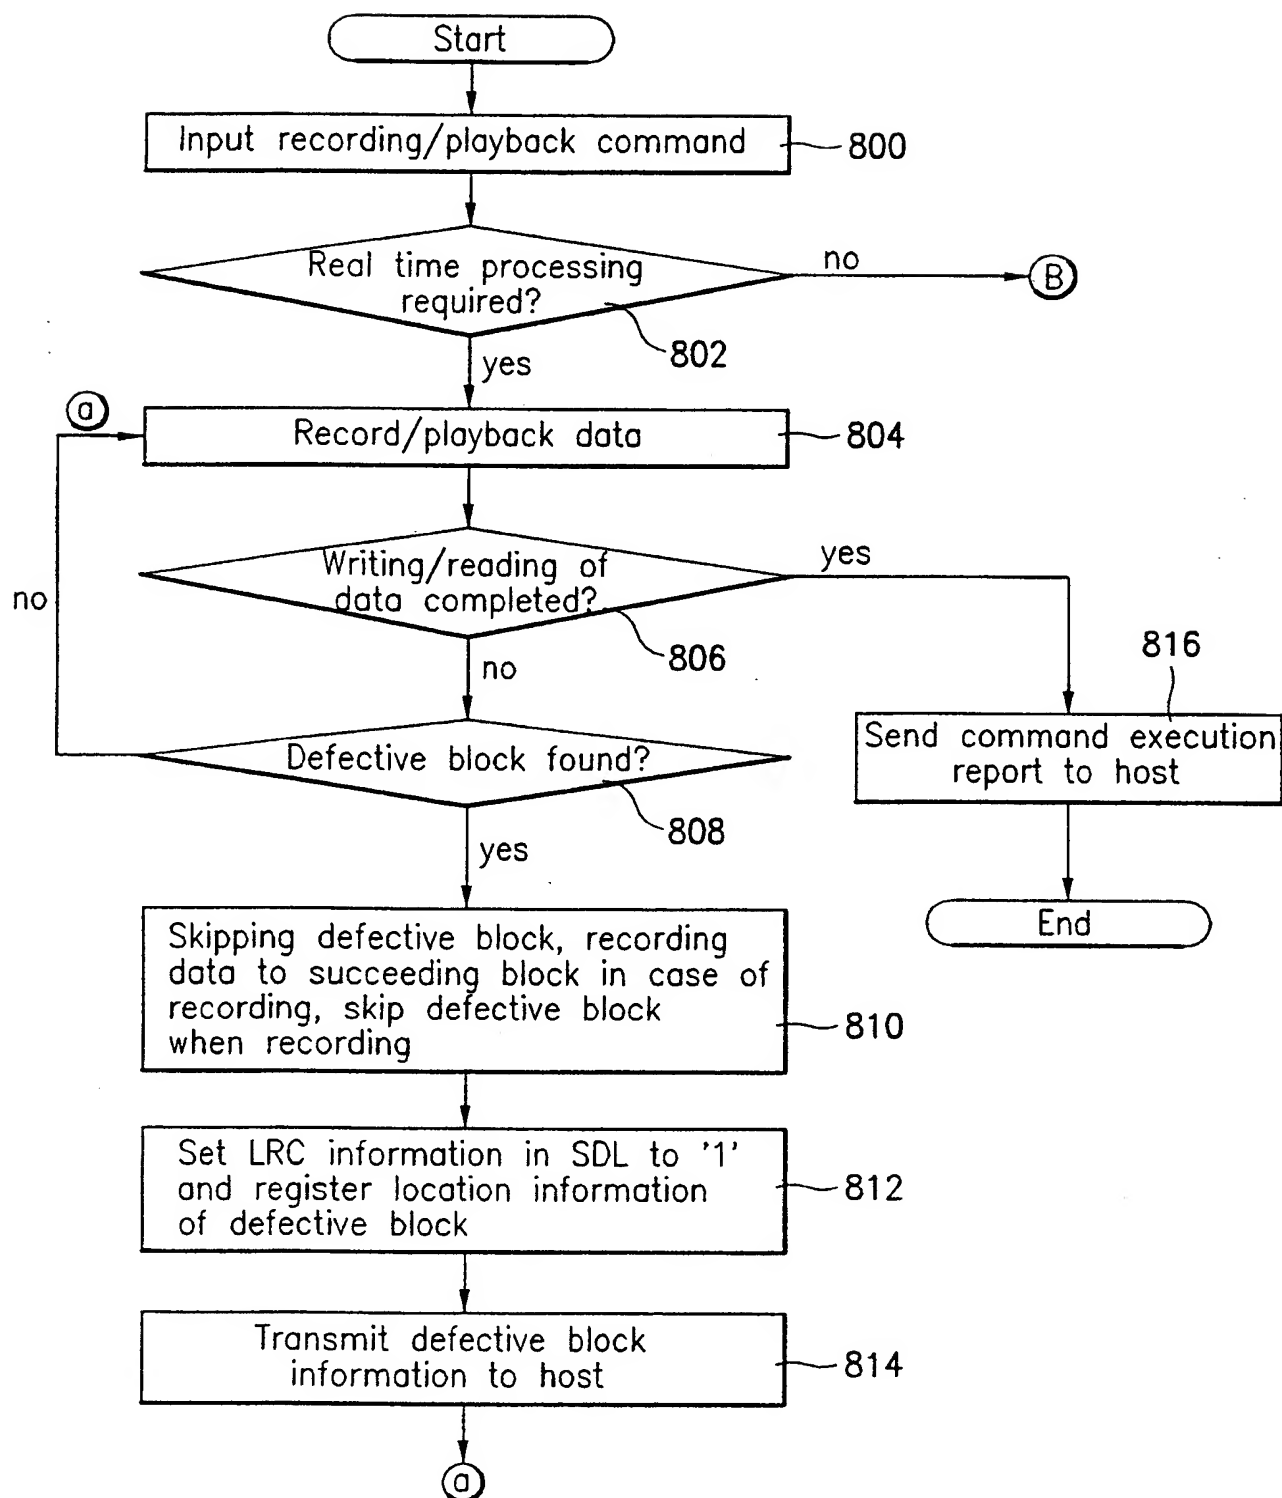 Start
Input recording/playback command
800
Real time processing
required?
802
no
B
yes
a
Record/playback data
804
Writing/reading of
data completed?
806
yes
no
no
816
Send command execution
report to host
End
Defective block found?
808
yes
Skipping defective block, recording
data to succeeding block in case of
recording, skip defective block
when recording
810
Set LRC information in SDL to '1'
and register location information
of defective block
812
Transmit defective block
information to host
814
a